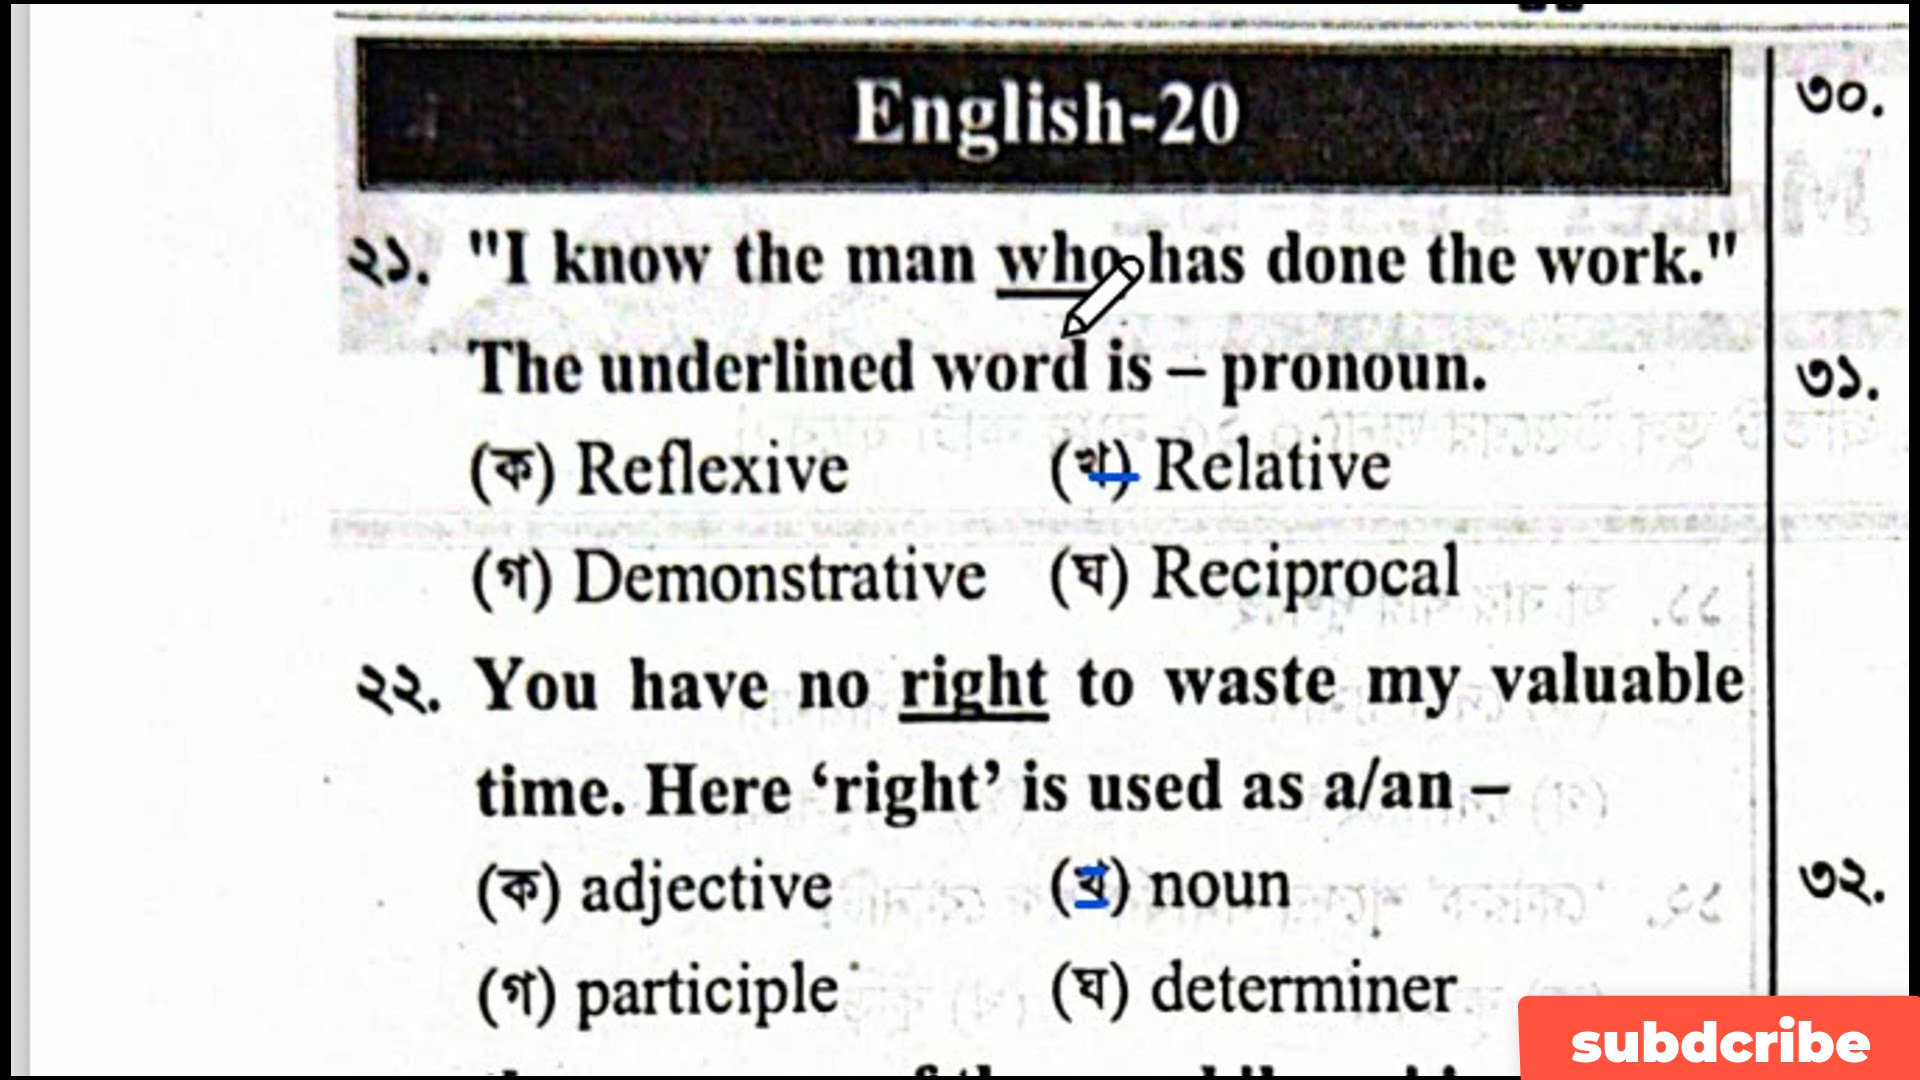 English-20
২১. "I know the man who has done the work."
The underlined word is – pronoun.
(ক) Reflexive (খ) Relative
(গ) Demonstrative (ঘ) Reciprocal
২২. You have no right to waste my valuable
time. Here ‘right’ is used as a/an –
(ক) adjective (খ) noun
(গ) participle (ঘ) determiner
৩০.
৩১.
৩২.
subdcribe